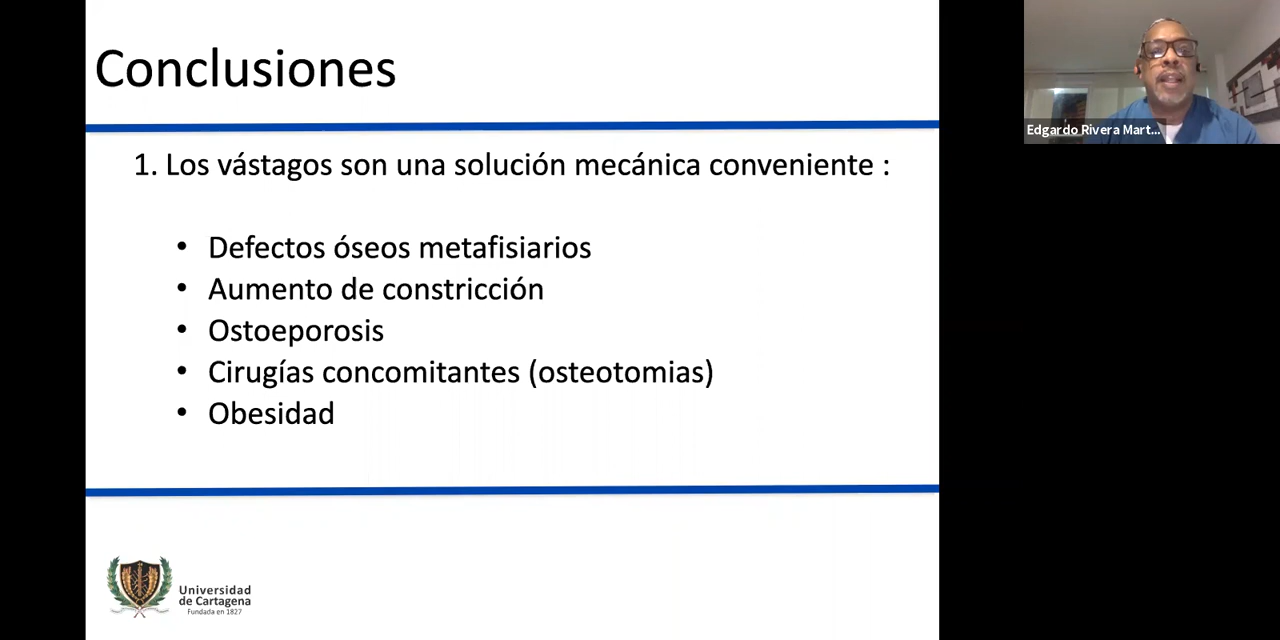 Conclusiones
1. Los vástagos son una solución mecánica conveniente :
• Defectos óseos metafisiarios
• Aumento de constricción
• Ostoeporosis
• Cirugías concomitantes (osteotomias)
• Obesidad
Universidad
de Cartagena
Fundada en 1827
Edgardo Rivera Mart...